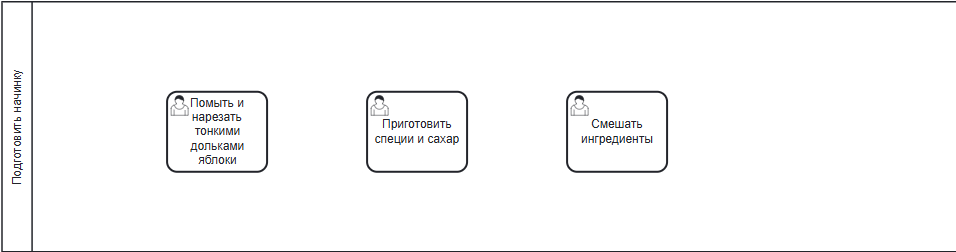 Подготовить начинку
Помыть и
нарезать
тонкими
дольками
яблоки
Приготовить
специи и сахар
Смешать
ингредиенты